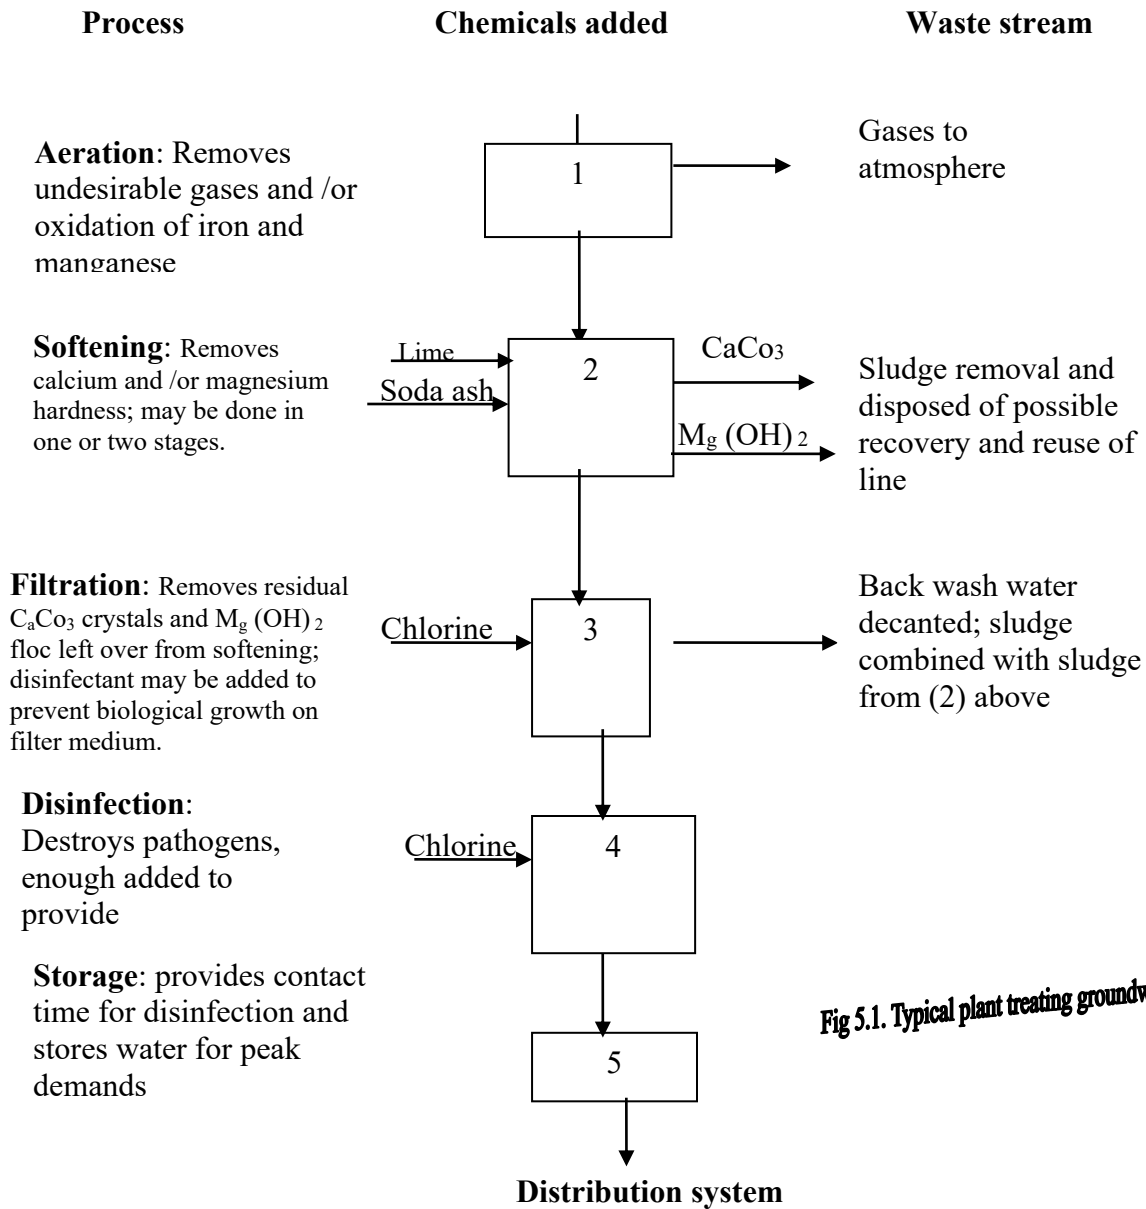 Process Chemicals added Waste stream
Aeration: Removes
undesirable gases and /or
oxidation of iron and
manganese
1
Gases to
atmosphere
Softening: Removes
calcium and /or magnesium
hardness; may be done in
one or two stages.
Lime
Soda ash
2
CaCo3
Mg (OH) 2
Sludge removal and
disposed of possible
recovery and reuse of
line
Filtration: Removes residual
CaCo3 crystals and Mg (OH) 2
floc left over from softening;
disinfectant may be added to
prevent biological growth on
filter medium.
Chlorine
3
Back wash water
decanted; sludge
combined with sludge
from (2) above
Disinfection:
Destroys pathogens,
enough added to
provide
Chlorine
4
Storage: provides contact
time for disinfection and
stores water for peak
demands
5
Fig 5.1. Typical plant treating
Distribution system